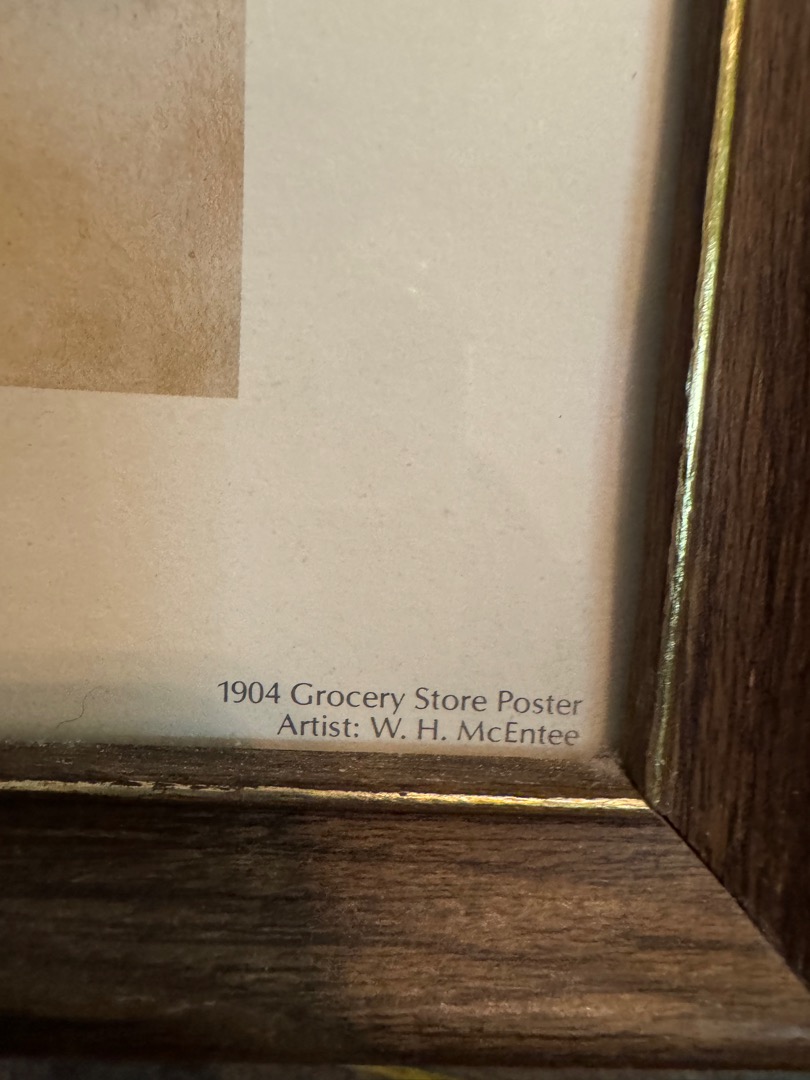 1904 Grocery Store Poster
Artist: W. H. McEntee